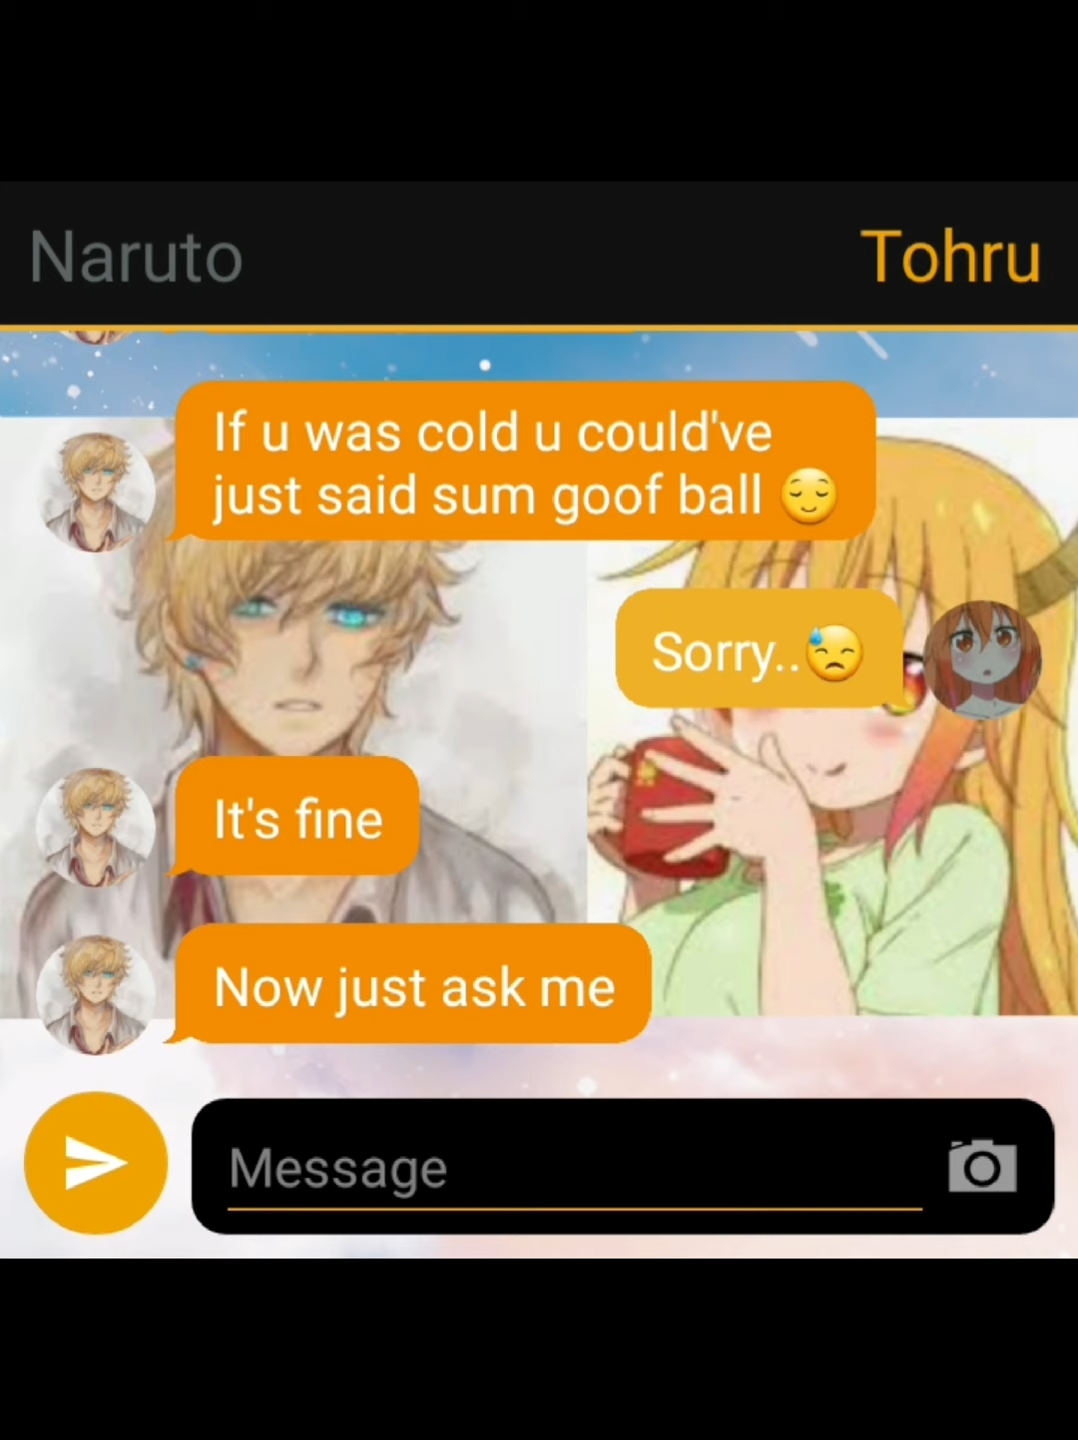 Naruto
Tohru
If u was cold u could've
just said sum goof ball 😌
Sorry..😓
It's fine
Now just ask me
Message